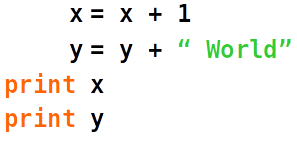 x = x + 1
y = y + “ World”
print x
print y